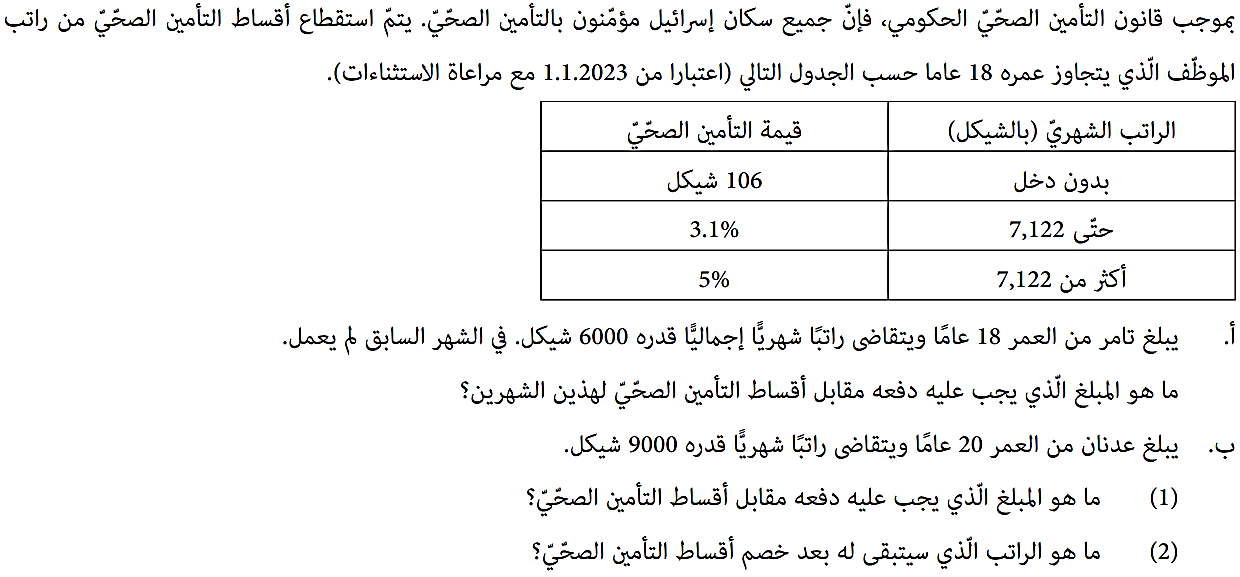 بموجب قانون التأمين الصحّيّ الحكومي، فإنّ جميع سكان إسرائيل مؤمّنون بالتأمين الصحّيّ. يتمّ استقطاع أقساط التأمين الصحّيّ من راتب
الموظّف الّذي يتجاوز عمره 18 عاما حسب الجدول التالي (اعتبارا من 1.1.2023 مع مراعاة الاستثناءات).
الراتب الشهريّ (بالشيكل) قيمة التأمين الصحّيّ
بدون دخل 106 شيكل
حتّى 7,122 3.1%
أكثر من 7,122 5%
أ. يبلغ تامر من العمر 18 عامًا ويتقاضى راتبًا شهريًّا إجماليًّا قدره 6000 شيكل. في الشهر السابق لم يعمل.
ما هو المبلغ الّذي يجب عليه دفعه مقابل أقساط التأمين الصحّيّ لهذين الشهرين؟
ب. يبلغ عدنان من العمر 20 عامًا ويتقاضى راتبًا شهريًّا قدره 9000 شيكل.
(1) ما هو المبلغ الّذي يجب عليه دفعه مقابل أقساط التأمين الصحّيّ؟
(2) ما هو الراتب الّذي سيتبقى له بعد خصم أقساط التأمين الصحّيّ؟